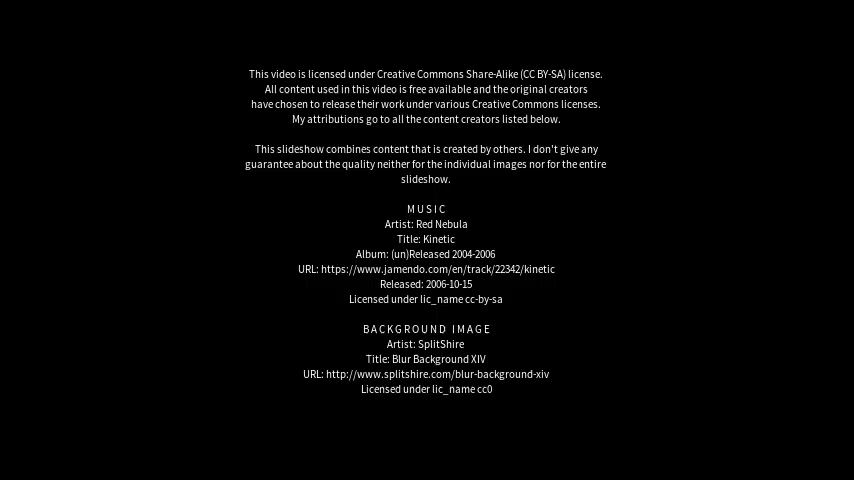 This video is licensed under Creative Commons Share-Alike (CC BY-SA) license.
All content used in this video is free available and the original creators
have chosen to release their work under various Creative Commons licenses.
My attributions go to all the content creators listed below.
This slideshow combines content that is created by others. I don't give any
guarantee about the quality neither for the individual images nor for the entire
slideshow.
MUSIC
Artist: Red Nebula
Title: Kinetic
Album: (un)Released 2004-2006
URL: https://www.jamendo.com/en/track/22342/kinetic
Released: 2006-10-15
Licensed under lic_name cc-by-sa
BACKGROUND IMAGE
Artist: SplitShire
Title: Blur Background XIV
URL: http://www.splitshire.com/blur-background-xiv
Licensed under lic_name cc0